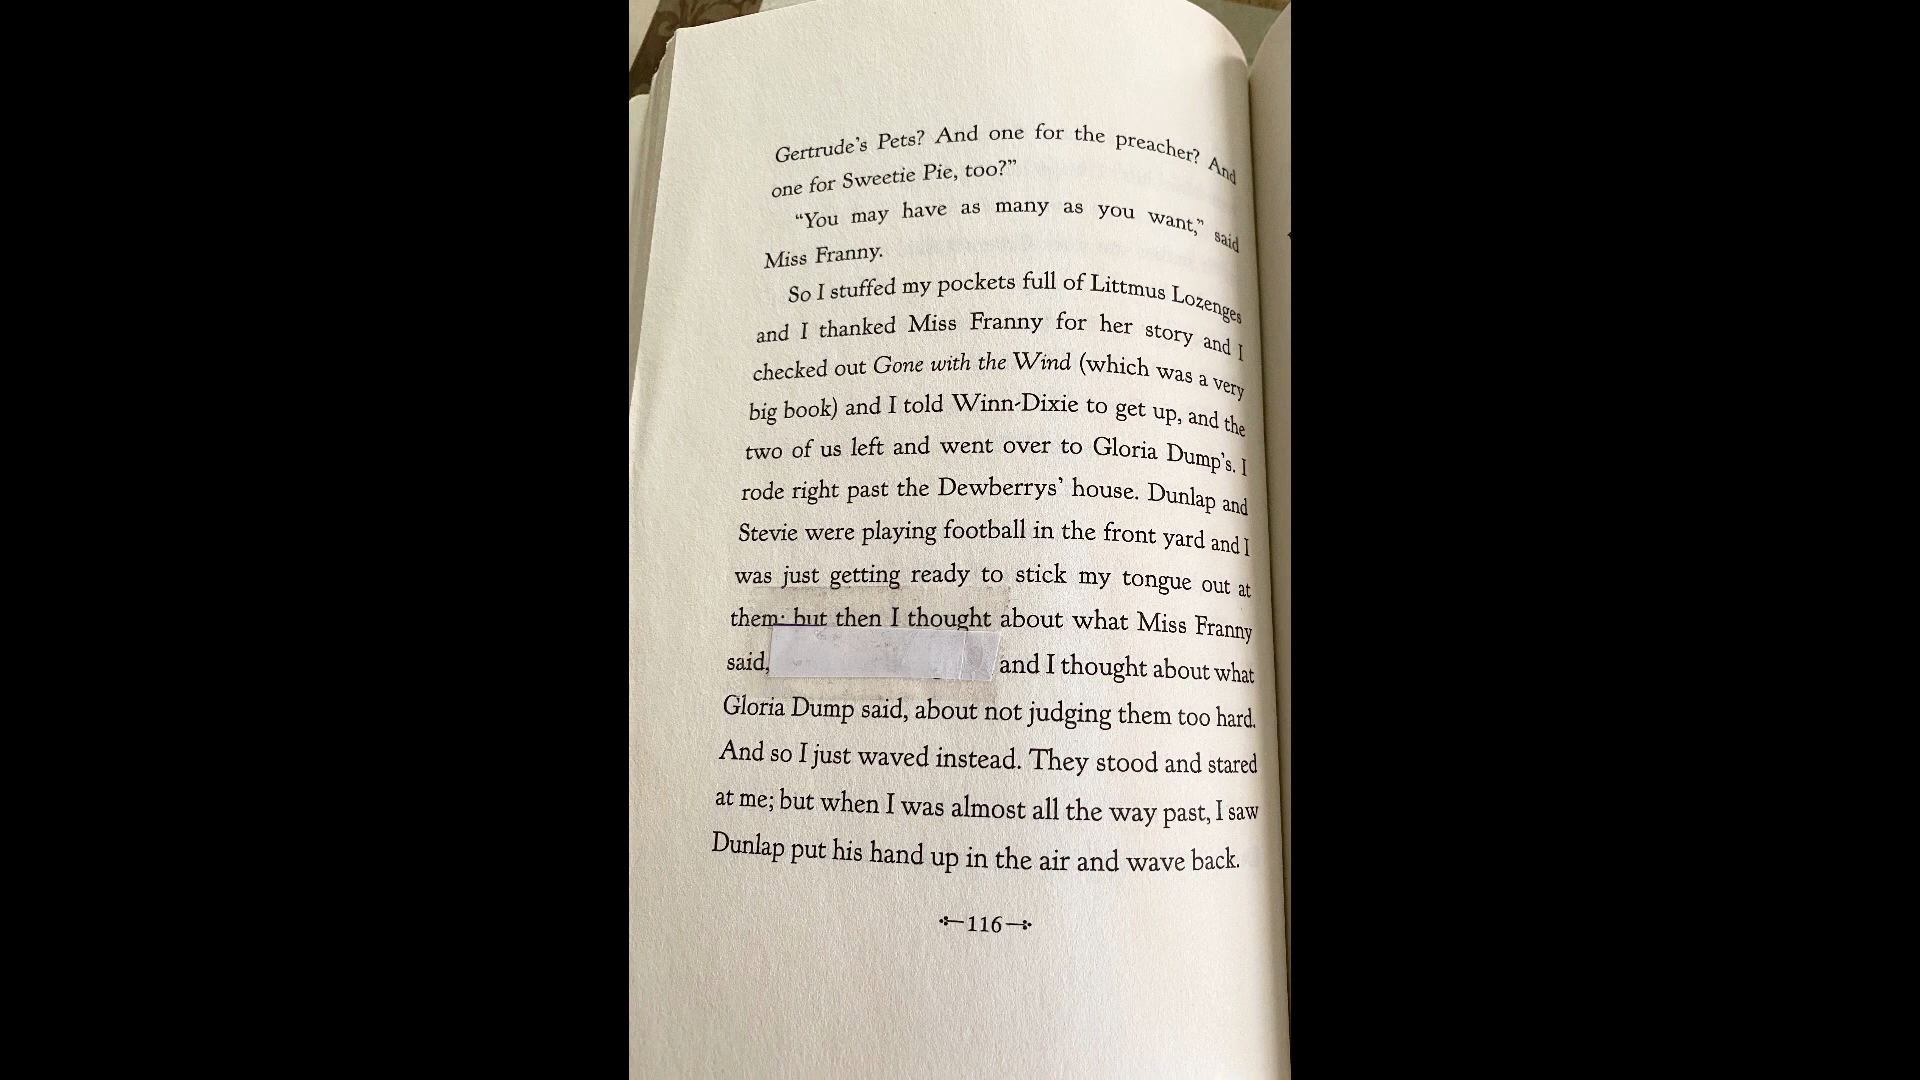 Gertrude's Pets? And one for the preacher? And
one for Sweetie Pie, too?"
"You may have as many as you want," said
Miss Franny.
So I stuffed my pockets full of Littmus Lozenges
and I thanked Miss Franny for her story and I
checked out Gone with the Wind (which was a very
big book) and I told Winn-Dixie to get up, and the
two of us left and went over to Gloria Dump's. I
rode right past the Dewberrys' house. Dunlap and
Stevie were playing football in the front yard and I
was just getting ready to stick my tongue out at
them; but then I thought about what Miss Franny
said, and I thought about what
Gloria Dump said, about not judging them too hard.
And so I just waved instead. They stood and stared
at me; but when I was almost all the way past, I saw
Dunlap put his hand up in the air and wave back.
116